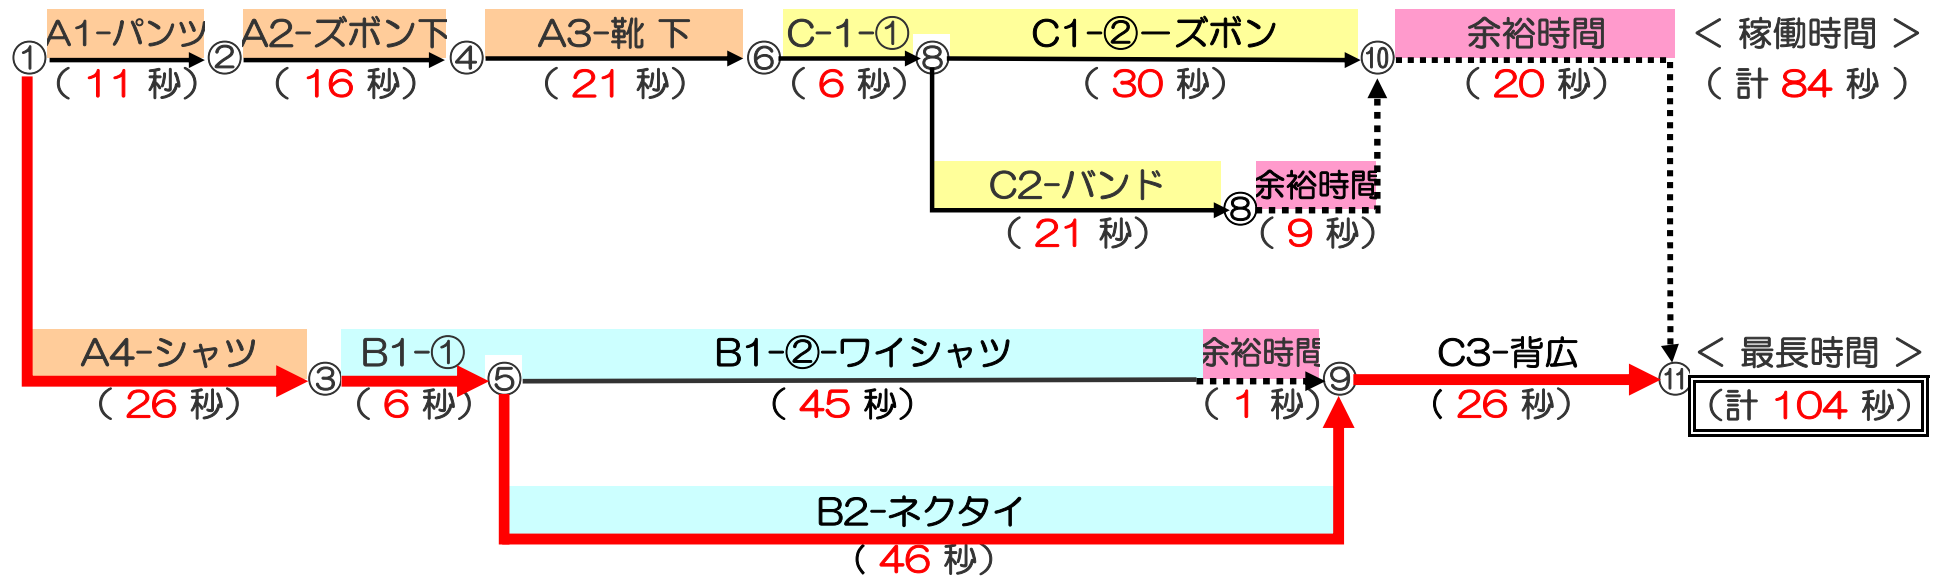 A1-パンツ A2-ズボン下 A3-靴 下 C-1-① C1-②ーズボン 余裕時間 < 稼働時間 >
① ② ④ ⑥ ⑧ ⑩
( 11 秒) ( 16 秒) ( 21 秒) ( 6 秒) ( 30 秒) ( 20 秒) ( 計 84 秒 )
C2-バンド 余裕時間
⑧
( 21 秒) ( 9 秒)
A4-シャツ B1-① B1-②-ワイシャツ 余裕時間 C3-背広 < 最長時間 >
③ ⑤ ⑨ ⑪
( 26 秒) ( 6 秒) ( 45 秒) ( 1 秒) ( 26 秒) (計 104 秒)
B2-ネクタイ
( 46 秒)